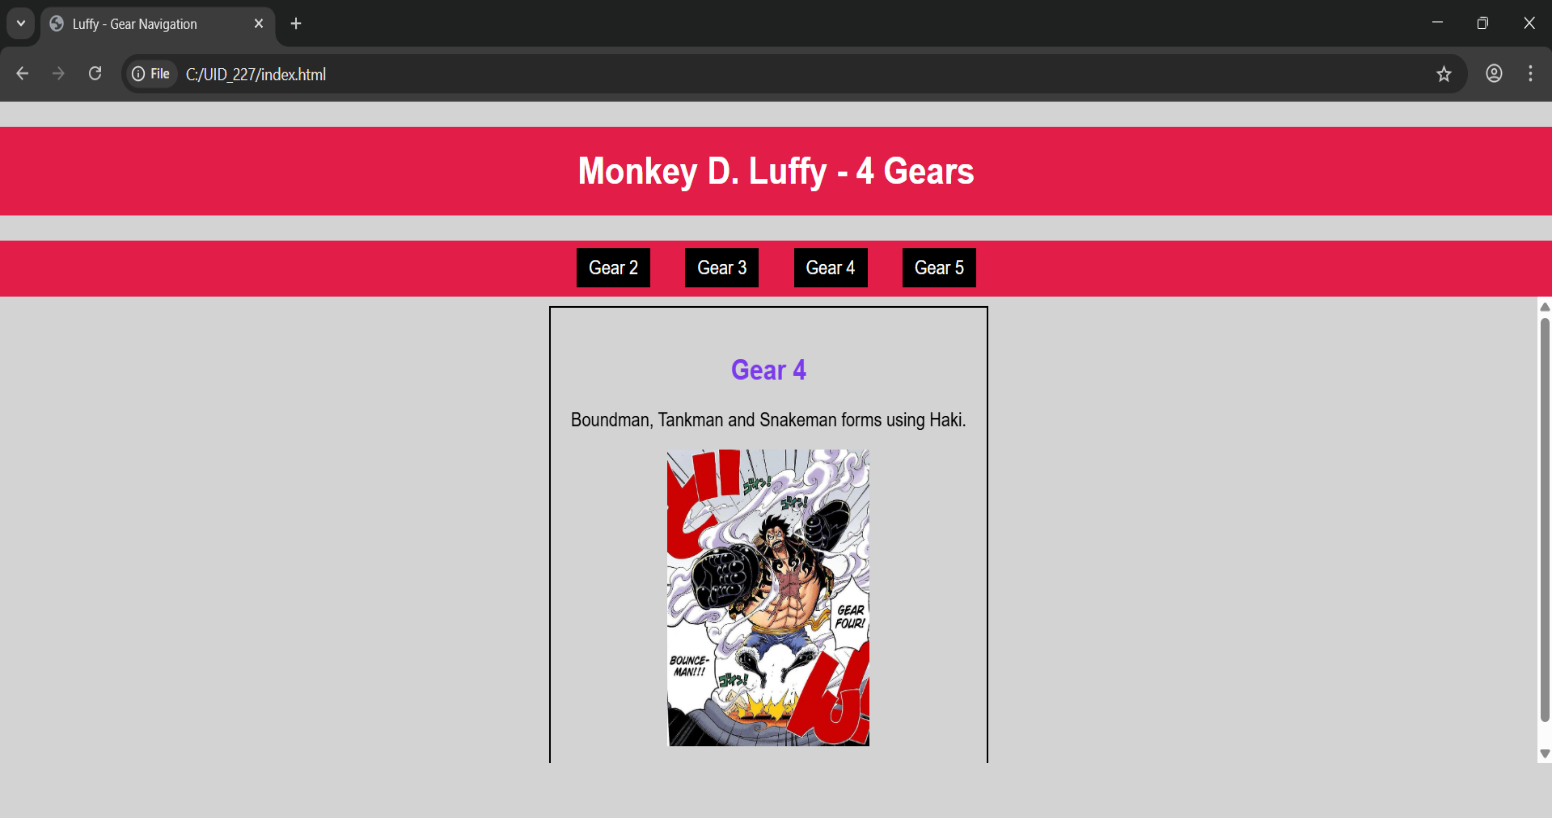 Luffy - Gear Navigation
File C:/UID_227/index.html
Monkey D. Luffy - 4 Gears
Gear 2 Gear 3 Gear 4 Gear 5
Gear 4
Boundman, Tankman and Snakeman forms using Haki.
GEAR
FOUR!
BOUNCE-
MAN!!!